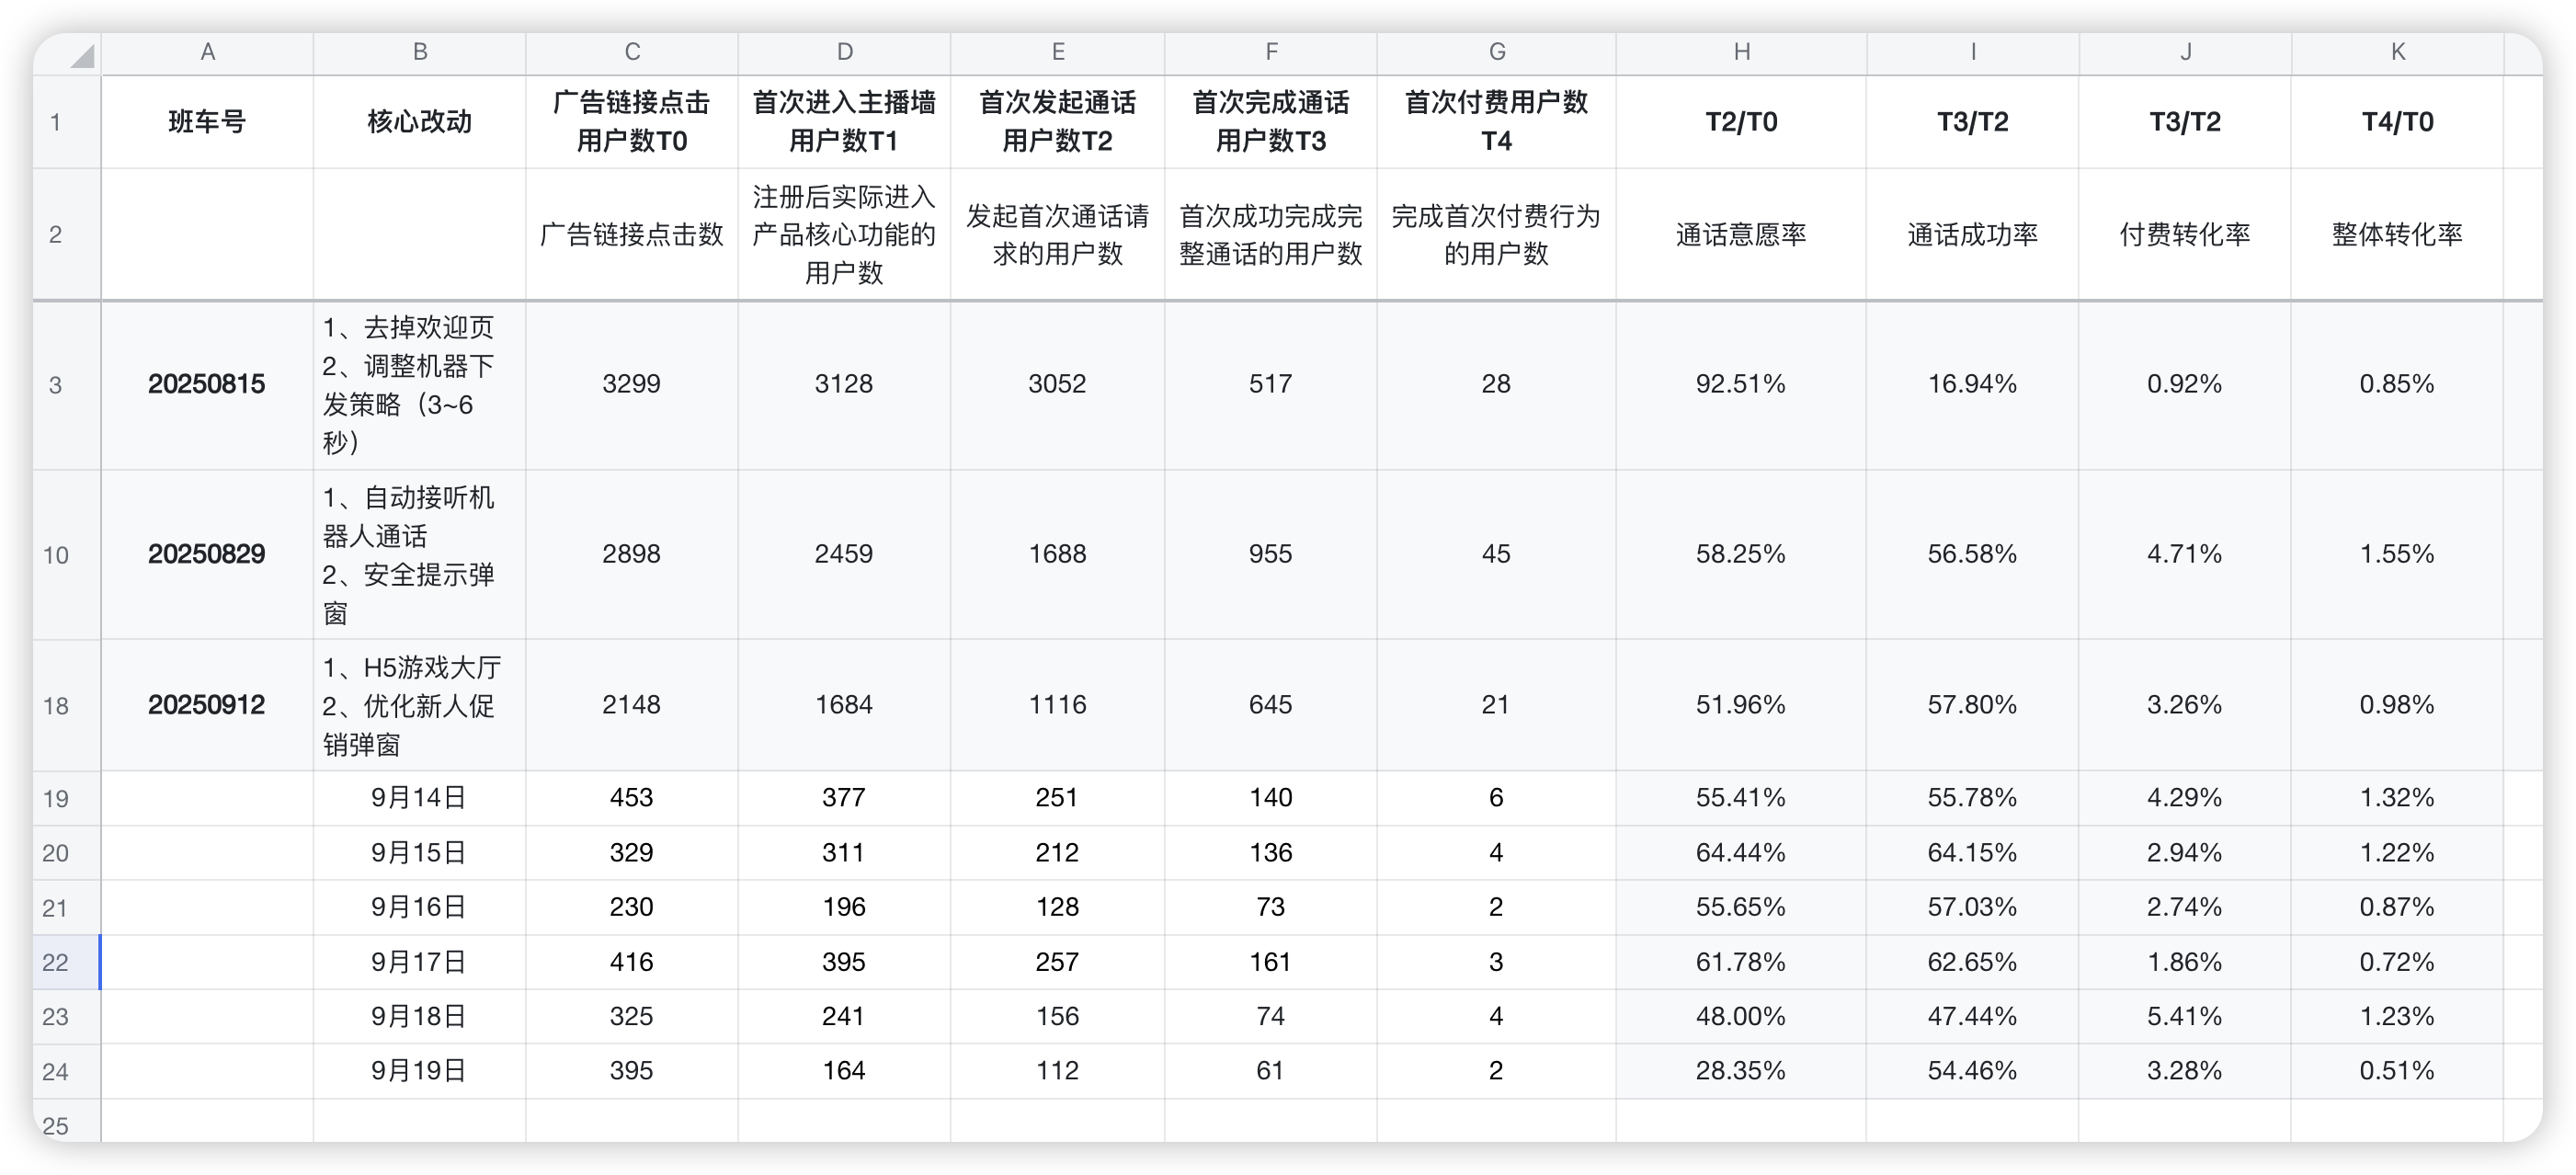 A B C D E F G H I J K
1 班车号 核心改动 广告链接点击 首次进入主播墙 首次发起通话 首次完成通话 首次付费用户数 T2/T0 T3/T2 T3/T2 T4/T0
用户数T0 用户数T1 用户数T2 用户数T3 T4
2 广告链接点击数 注册后实际进入 发起首次通话请 首次成功完成完 完成首次付费行为 通话意愿率 通话成功率 付费转化率 整体转化率
产品核心功能的 求的用户数 整通话的用户数 的用户数
用户数
3 20250815 1、去掉欢迎页 3299 3128 3052 517 28 92.51% 16.94% 0.92% 0.85%
2、调整机器下
发策略（3~6
秒）
10 20250829 1、自动接听机 2898 2459 1688 955 45 58.25% 56.58% 4.71% 1.55%
器人通话
2、安全提示弹
窗
18 20250912 1、H5游戏大厅 2148 1684 1116 645 21 51.96% 57.80% 3.26% 0.98%
2、优化新人促
销弹窗
19 9月14日 453 377 251 140 6 55.41% 55.78% 4.29% 1.32%
20 9月15日 329 311 212 136 4 64.44% 64.15% 2.94% 1.22%
21 9月16日 230 196 128 73 2 55.65% 57.03% 2.74% 0.87%
22 9月17日 416 395 257 161 3 61.78% 62.65% 1.86% 0.72%
23 9月18日 325 241 156 74 4 48.00% 47.44% 5.41% 1.23%
24 9月19日 395 164 112 61 2 28.35% 54.46% 3.28% 0.51%
25